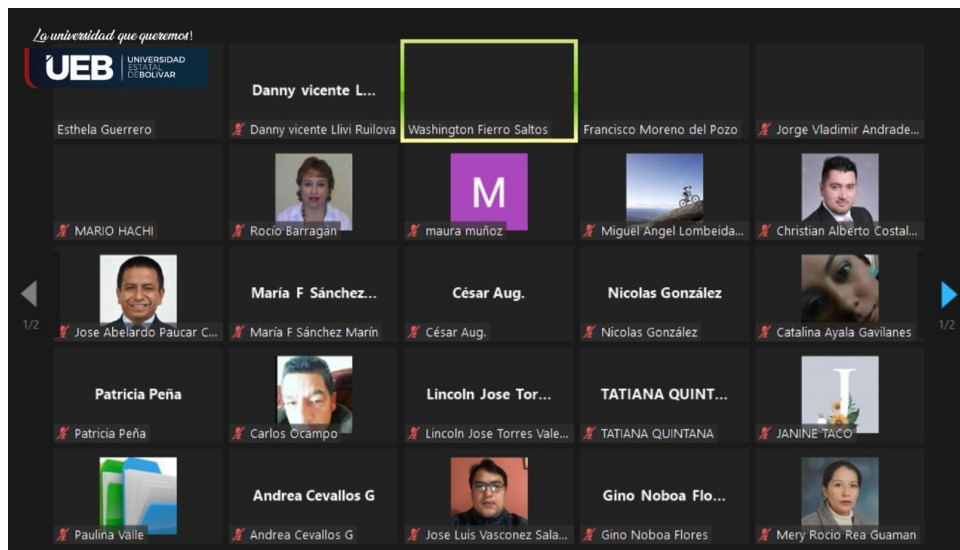 La universidad que queremos!
UEB UNIVERSIDAD
ESTATAL
DEBOLÍVAR
Danny vicente L...
Esthela Guerrero
Danny vicente Llivi Ruilova
Washington Fierro Saltos
Francisco Moreno del Pozo
Jorge Vladimir Andrade...
M
MARIO HACHI
Rocío Barragán
maura muñoz
Miguel Angel Lombeida...
Christian Alberto Costal...
María F Sánchez...
César Aug.
Nicolas González
1/2
Jose Abelardo Paucar C...
María F Sánchez Marín
César Aug.
Nicolas González
Catalina Ayala Gavilanes
1/2
Patricia Peña
Lincoln Jose Tor...
TATIANA QUINT...
J
Patricia Peña
Carlos Ocampo
Lincoln Jose Torres Vale...
TATIANA QUINTANA
JANINE TACO
Andrea Cevallos G
Gino Noboa Flo...
Paulina Valle
Andrea Cevallos G
Jose Luis Vasconez Sala...
Gino Noboa Flores
Mery Rocio Rea Guaman